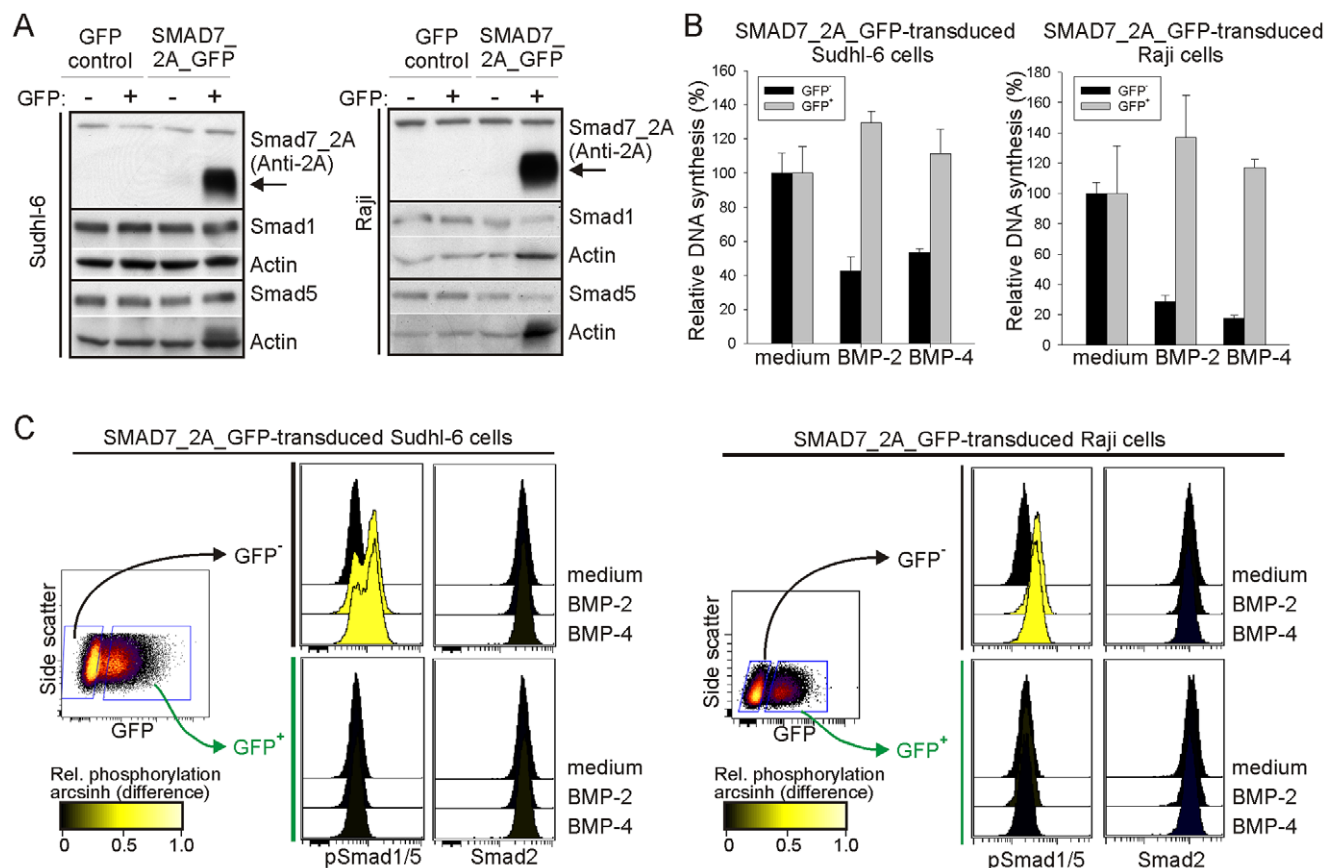 A
GFP
control
SMAD7_
2A_GFP
GFP: - + - +
Sudhl-6
Smad7_2A
(Anti-2A)
Smad1
Actin
Smad5
Actin
GFP
control
SMAD7_
2A_GFP
- + - +
Raji
Smad7_2A
(Anti-2A)
Smad1
Actin
Smad5
Actin
B
SMAD7_2A_GFP-transduced
Sudhl-6 cells
Relative DNA synthesis (%)
160
140
120
100
80
60
40
20
0
GFP-
GFP+
medium BMP-2 BMP-4
SMAD7_2A_GFP-transduced
Raji cells
Relative DNA synthesis (%)
180
160
140
120
100
80
60
40
20
0
GFP-
GFP+
medium BMP-2 BMP-4
C
SMAD7_2A_GFP-transduced Sudhl-6 cells
Side scatter
GFP
GFP-
GFP+
medium
BMP-2
BMP-4
medium
BMP-2
BMP-4
Rel. phosphorylation
arcsinh (difference)
0 0.5 1.0
pSmad1/5 Smad2
SMAD7_2A_GFP-transduced Raji cells
Side scatter
GFP
GFP-
GFP+
medium
BMP-2
BMP-4
medium
BMP-2
BMP-4
Rel. phosphorylation
arcsinh (difference)
0 0.5 1.0
pSmad1/5 Smad2